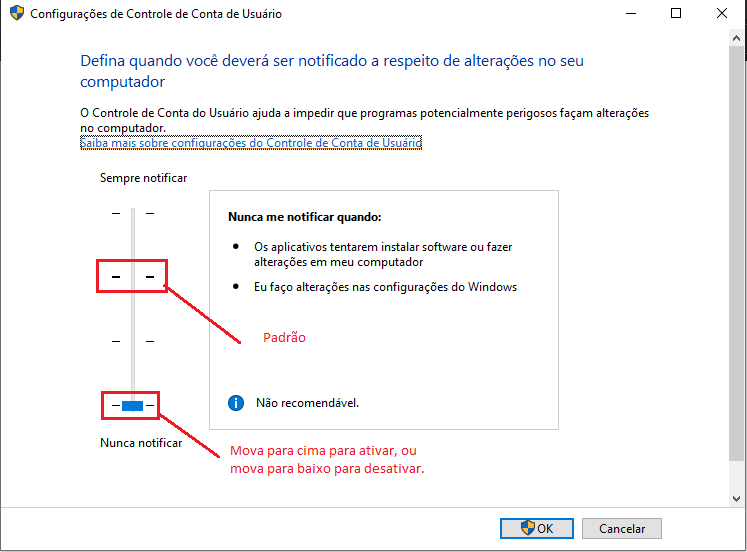 Configurações de Controle de Conta de Usuário
Defina quando você deverá ser notificado a respeito de alterações no seu
computador
O Controle de Conta do Usuário ajuda a impedir que programas potencialmente perigosos façam alterações
no computador.
Saiba mais sobre configurações do Controle de Conta de Usuário
Sempre notificar
Nunca me notificar quando:
Os aplicativos tentarem instalar software ou fazer
alterações em meu computador
Eu faço alterações nas configurações do Windows
Padrão
Não recomendável.
Nunca notificar
Mova para cima para ativar, ou
mova para baixo para desativar.
OK
Cancelar